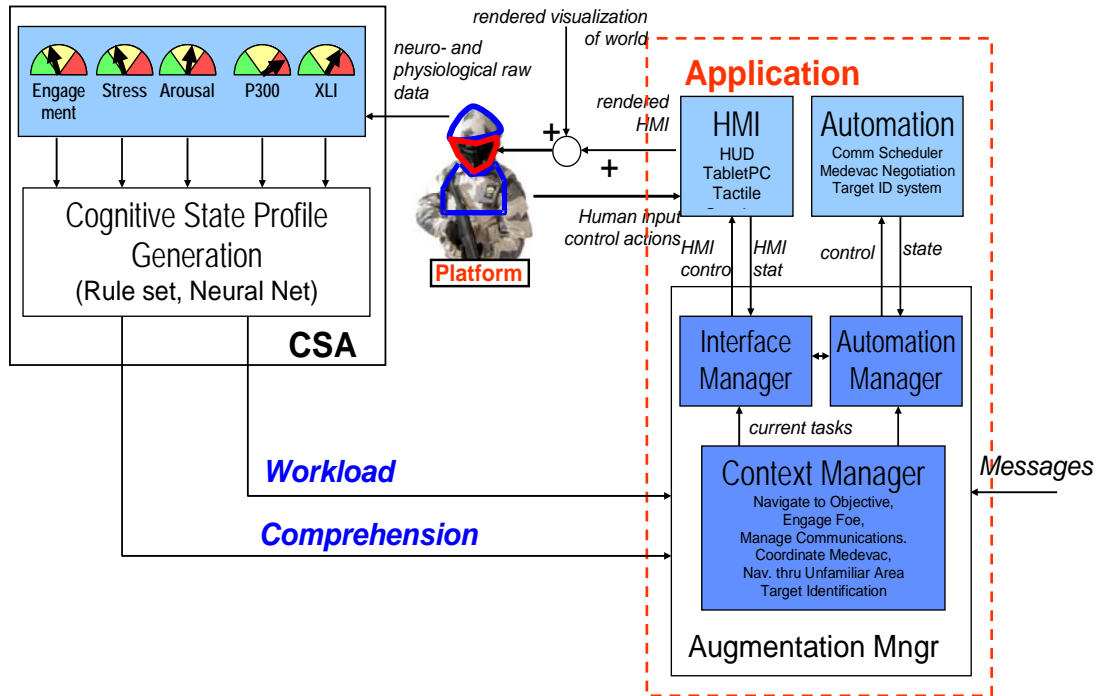 rendered visualization
of world
neuro- and
physiological raw
data
Engage
ment
Stress
Arousal
P300
XLI
Application
rendered
HMI
+
+
HMI
HUD
TabletPC
Tactile
Automation
Comm Scheduler
Medevac Negotiation
Target ID system
Cognitive State Profile
Generation
(Rule set, Neural Net)
CSA
Platform
Human input
control actions
HMI
contro
HMI
stat
control
state
Interface
Manager
Automation
Manager
current tasks
Workload
Comprehension
Messages
Context Manager
Navigate to Objective,
Engage Foe,
Manage Communications.
Coordinate Medevac,
Nav. thru Unfamiliar Area
Target Identification
Augmentation Mngr